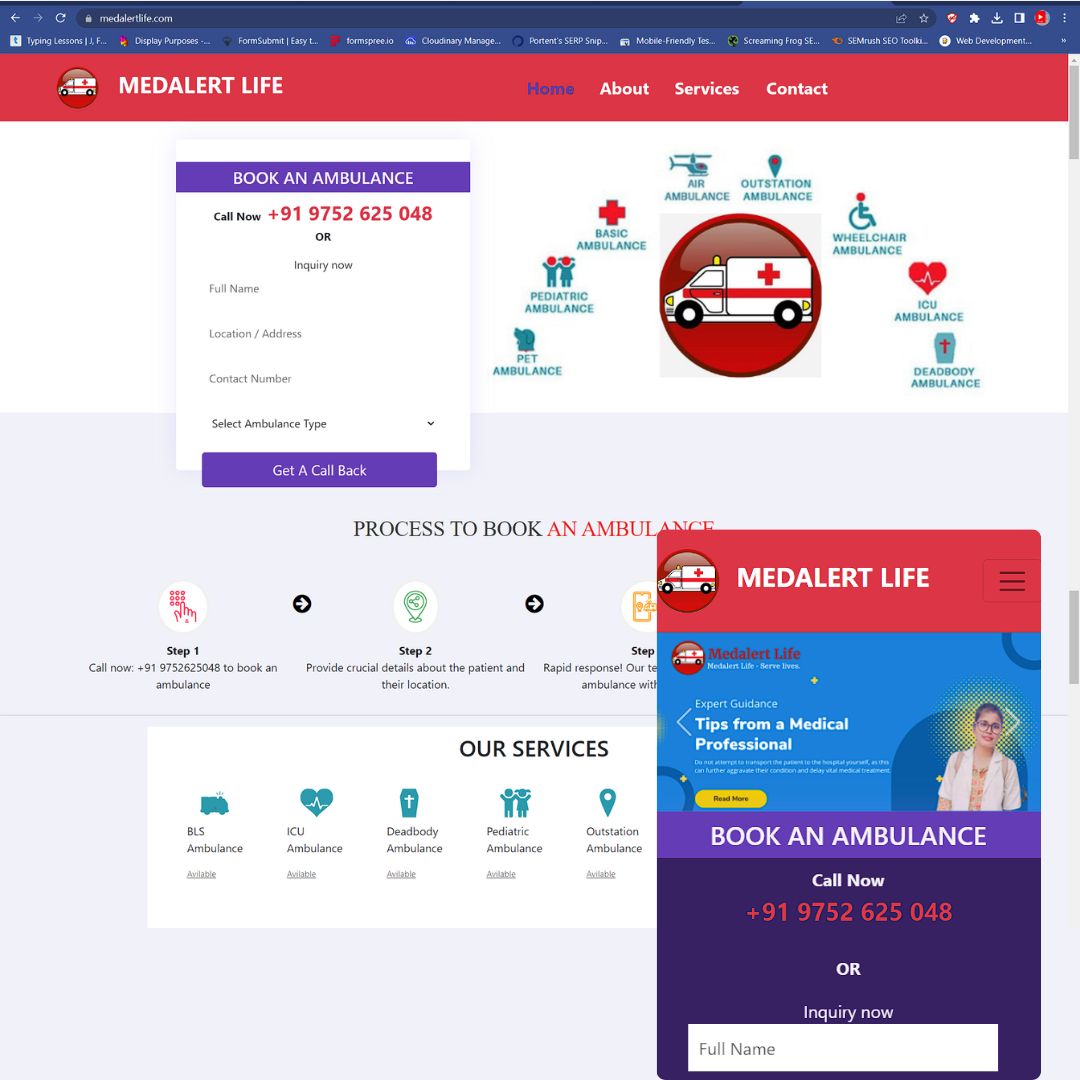 medalertlife.com
Typing Lessons | J, F...
Display Purposes -...
FormSubmit | Easy t...
formspree.io
Cloudinary Manage...
Portent's SERP Snip...
Mobile-Friendly Tes...
Screaming Frog SE...
SEMrush SEO Toolki...
Web Development...
»
MEDALERT LIFE
Home
About
Services
Contact
BOOK AN AMBULANCE
Call Now +91 9752 625 048
OR
Inquiry now
Full Name
Location / Address
Contact Number
Select Ambulance Type
Get A Call Back
AIR
AMBULANCE
OUTSTATION
AMBULANCE
BASIC
AMBULANCE
WHEELCHAIR
AMBULANCE
PEDIATRIC
AMBULANCE
ICU
AMBULANCE
PET
AMBULANCE
DEADBODY
AMBULANCE
PROCESS TO BOOK AN AMBULANCE
Step 1
Call now: +91 9752625048 to book an
ambulance
Step 2
Provide crucial details about the patient and
their location.
Step
Rapid response! Our te
ambulance with
OUR SERVICES
BLS
Ambulance
Avilable
ICU
Ambulance
Avilable
Deadbody
Ambulance
Avilable
Pediatric
Ambulance
Avilable
Outstation
Ambulance
Avilable
MEDALERT LIFE
Medalert Life
Medalert Life - Serve lives.
Expert Guidance
Tips from a Medical
Professional
Do not attempt to transport the patient to the hospital yourself, as this
can further aggravate their condition and delay vital medical treatment.
Read More
BOOK AN AMBULANCE
Call Now
+91 9752 625 048
OR
Inquiry now
Full Name